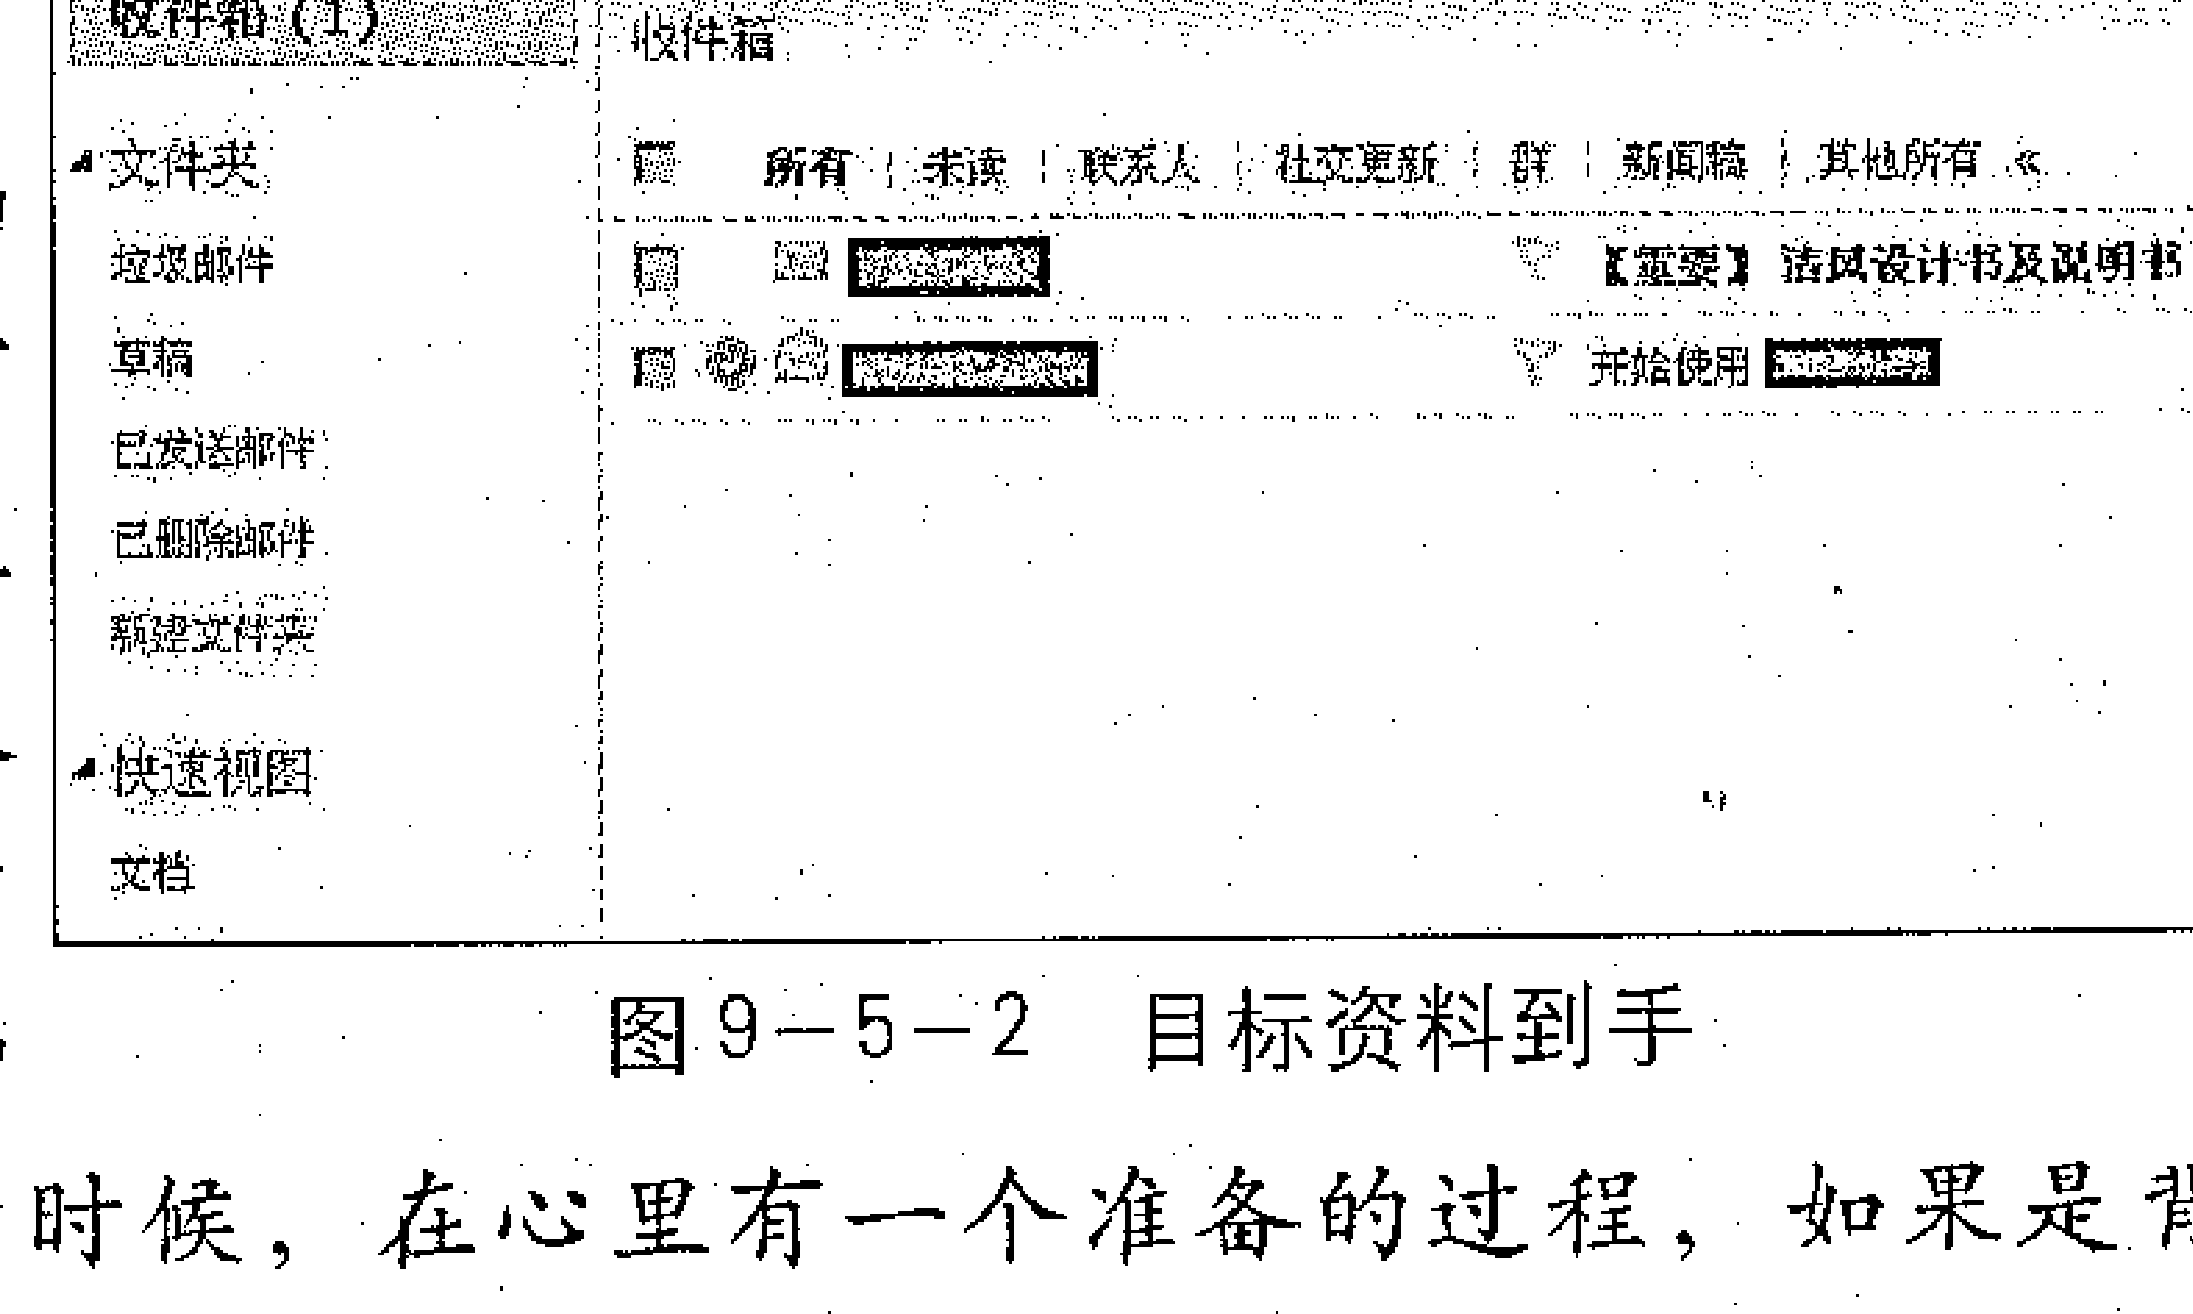 收件箱 (1)
收件箱
文件夹
所有 未读 联系人 社交更新 群 新闻稿 其他所有 «
垃圾邮件
【重要】 洁风设计书及说明书
草稿
开始使用
已发送邮件
已删除邮件
新建文件夹
快速视图
文档
图9-5-2 目标资料到手
时候，在心里有一个准备的过程，如果是背